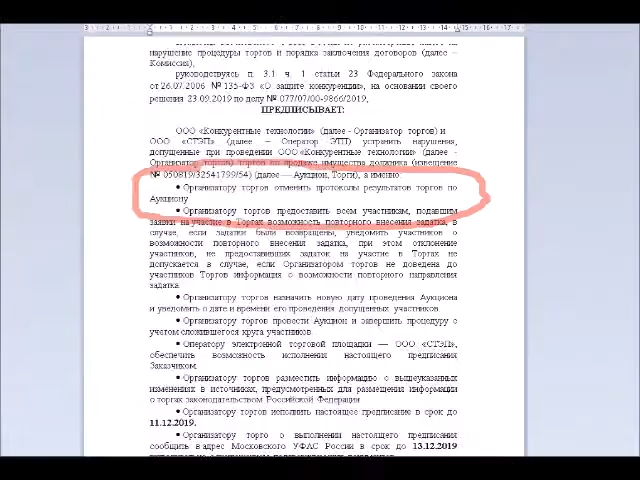 нарушение процедуры торгов и порядка заключения договоров (далее –
Комиссия),
руководствуясь п. 3.1 ч. 1 статьи 23 Федерального закона
от 26.07.2006 № 135-ФЗ «О защите конкуренции», на основании своего
решения 23.09.2019 по делу № 077/07/00-9866/2019,
ПРЕДПИСЫВАЕТ:
ООО «Конкурентные технологии» (далее - Организатор торгов) и
ООО «СТЭП» (далее – Оператор ЭТП) устранить нарушения,
допущенные при проведении ООО «Конкурентные технологии» (далее -
Организатор торгов) торгов по продаже имущества должника (извещение
№ 050819/32541799/54) (далее — Аукцион, Торги), а именно
• Организатору торгов отменить протоколы результатов торгов по
Аукциону
• Организатору торгов предоставить всем участникам, подавшим
заявки на участие в Торгах возможность повторного внесения задатка, в
случае, если задатки были возвращены, уведомить участников о
возможности повторного внесения задатка, при этом отклонение
участников, не предоставивших задаток на участие в Торгах не
допускается в случае, если Организатором торгов не доведена до
участников Торгов информация о возможности повторного направления
задатка
• Организатору торгов назначить новую дату проведения Аукциона
и уведомить о дате и времени его проведения допущенных участников
• Организатору торгов провести Аукцион и завершить процедуру с
учетом сложившегося круга участников
• Оператору электронной торговой площадки — ООО «СТЭП»,
обеспечить возможность исполнения настоящего предписания
Заказчиком.
• Организатору торгов разместить информацию о вышеуказанных
изменениях в источниках, предусмотренных для размещения информации
о торгах законодательством Российской Федерации
• Организатору торгов исполнить настоящее предписание в срок до
11.12.2019.
• Организатору торго о выполнении настоящего предписания
сообщить в адрес Московского УФАС России в срок до 13.12.2019